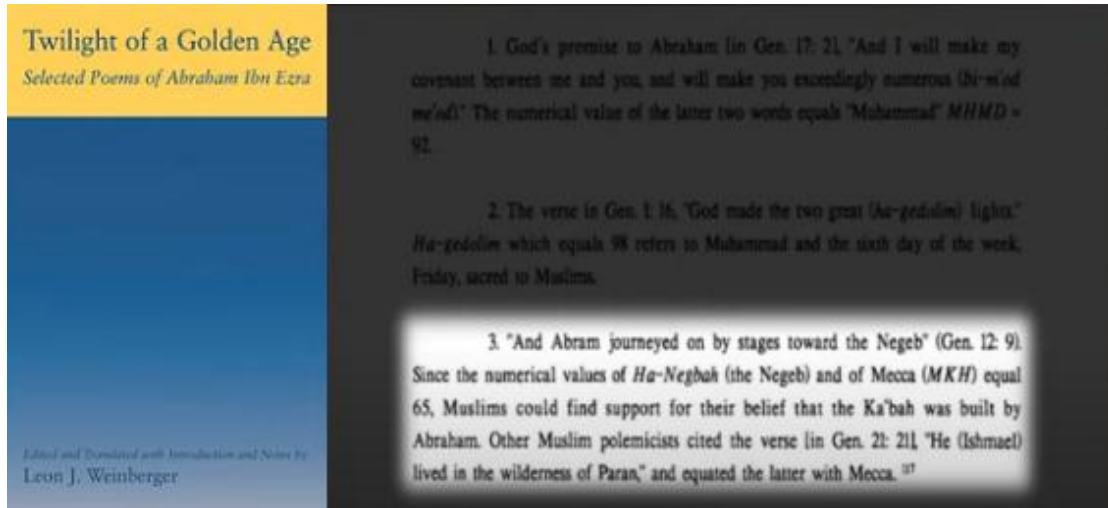 Twilight of a Golden Age
Selected Poems of Abraham Ibn Ezra
Edited and Translated with Introduction and Notes by
Leon J. Weinberger
1. God's promise to Abraham [in Gen. 17: 2], "And I will make my
covenant between me and you, and will make you exceedingly numerous (bi-m'od
me'od)." The numerical value of the latter two words equals "Muhammad" MHMD =
92.
2. The verse in Gen. 1: 16, "God made the two great (ha-gedolim) lights."
Ha-gedolim which equals 98 refers to Muhammad and the sixth day of the week,
Friday, sacred to Muslims.
3. "And Abram journeyed on by stages toward the Negeb" (Gen. 12: 9).
Since the numerical values of Ha-Negbah (the Negeb) and of Mecca (MKH) equal
65, Muslims could find support for their belief that the Ka'bah was built by
Abraham. Other Muslim polemicists cited the verse [in Gen. 21: 21], "He (Ishmael)
lived in the wilderness of Paran," and equated the latter with Mecca. 117